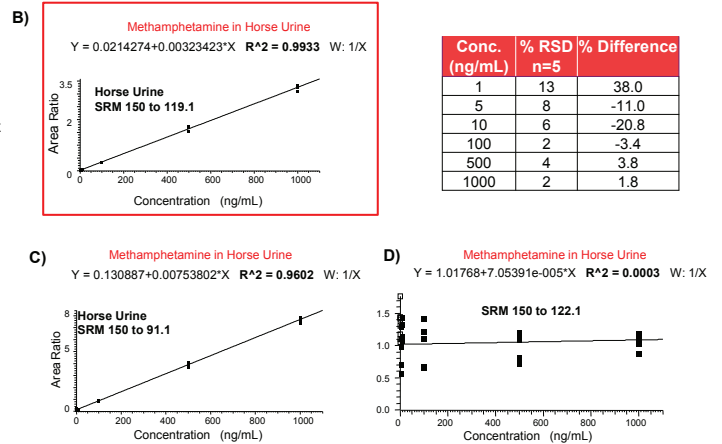 B)
Methamphetamine in Horse Urine
Y = 0.0214274+0.00323423*X R^2 = 0.9933 W: 1/X
Horse Urine
SRM 150 to 119.1
Area Ratio
3.5
2
0
0 200 400 600 800 1000
Concentration (ng/mL)
Conc. (ng/mL) % RSD n=5 % Difference
1 13 38.0
5 8 -11.0
10 6 -20.8
100 2 -3.4
500 4 3.8
1000 2 1.8
C)
Methamphetamine in Horse Urine
Y = 0.130887+0.00753802*X R^2 = 0.9602 W: 1/X
Horse Urine
SRM 150 to 91.1
Area Ratio
8
5
0
0 200 400 600 800 1000
Concentration (ng/mL)
D)
Methamphetamine in Horse Urine
Y = 1.01768+7.05391e-005*X R^2 = 0.0003 W: 1/X
SRM 150 to 122.1
1.5
1.0
0.5
0.0
0 200 400 600 800 1000
Concentration (ng/mL)